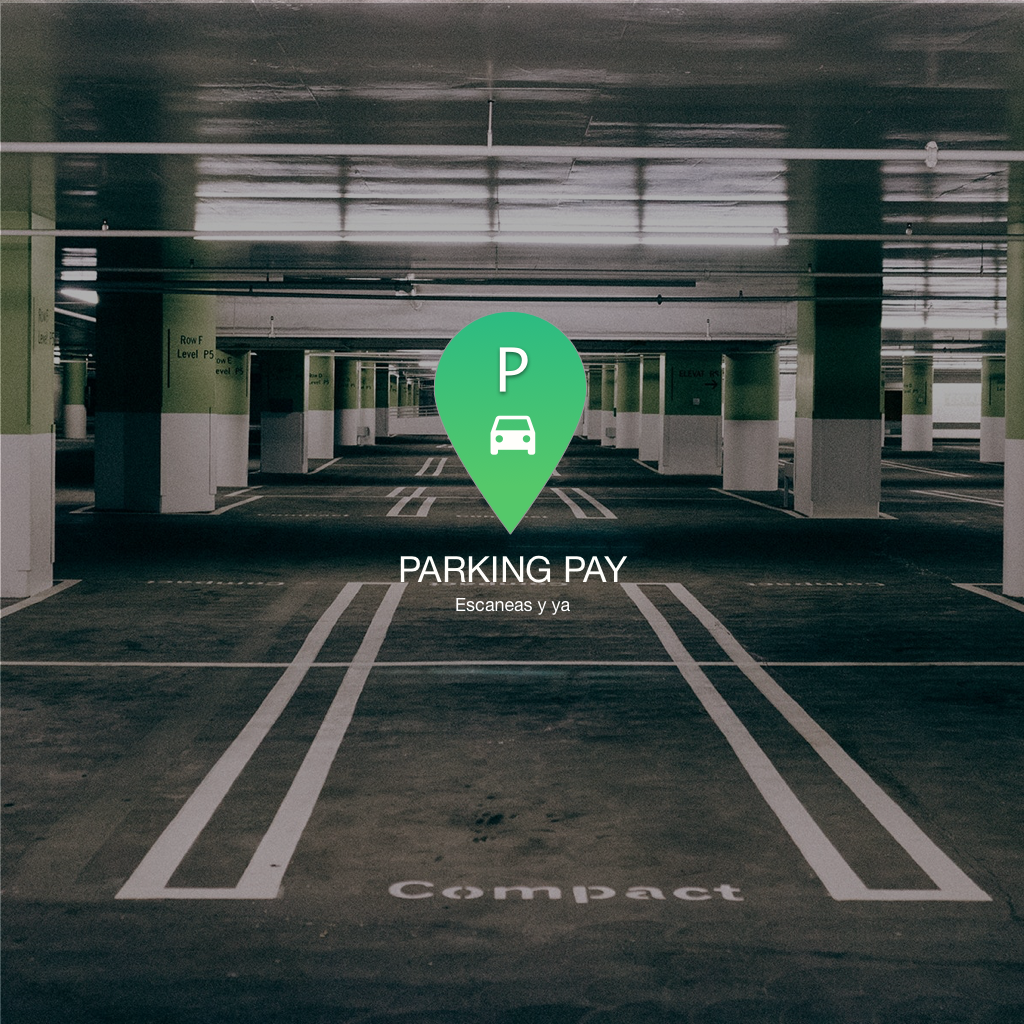 Row F
Level P5
Row E
Level P5
P
PARKING PAY
Escaneas y ya
Compact